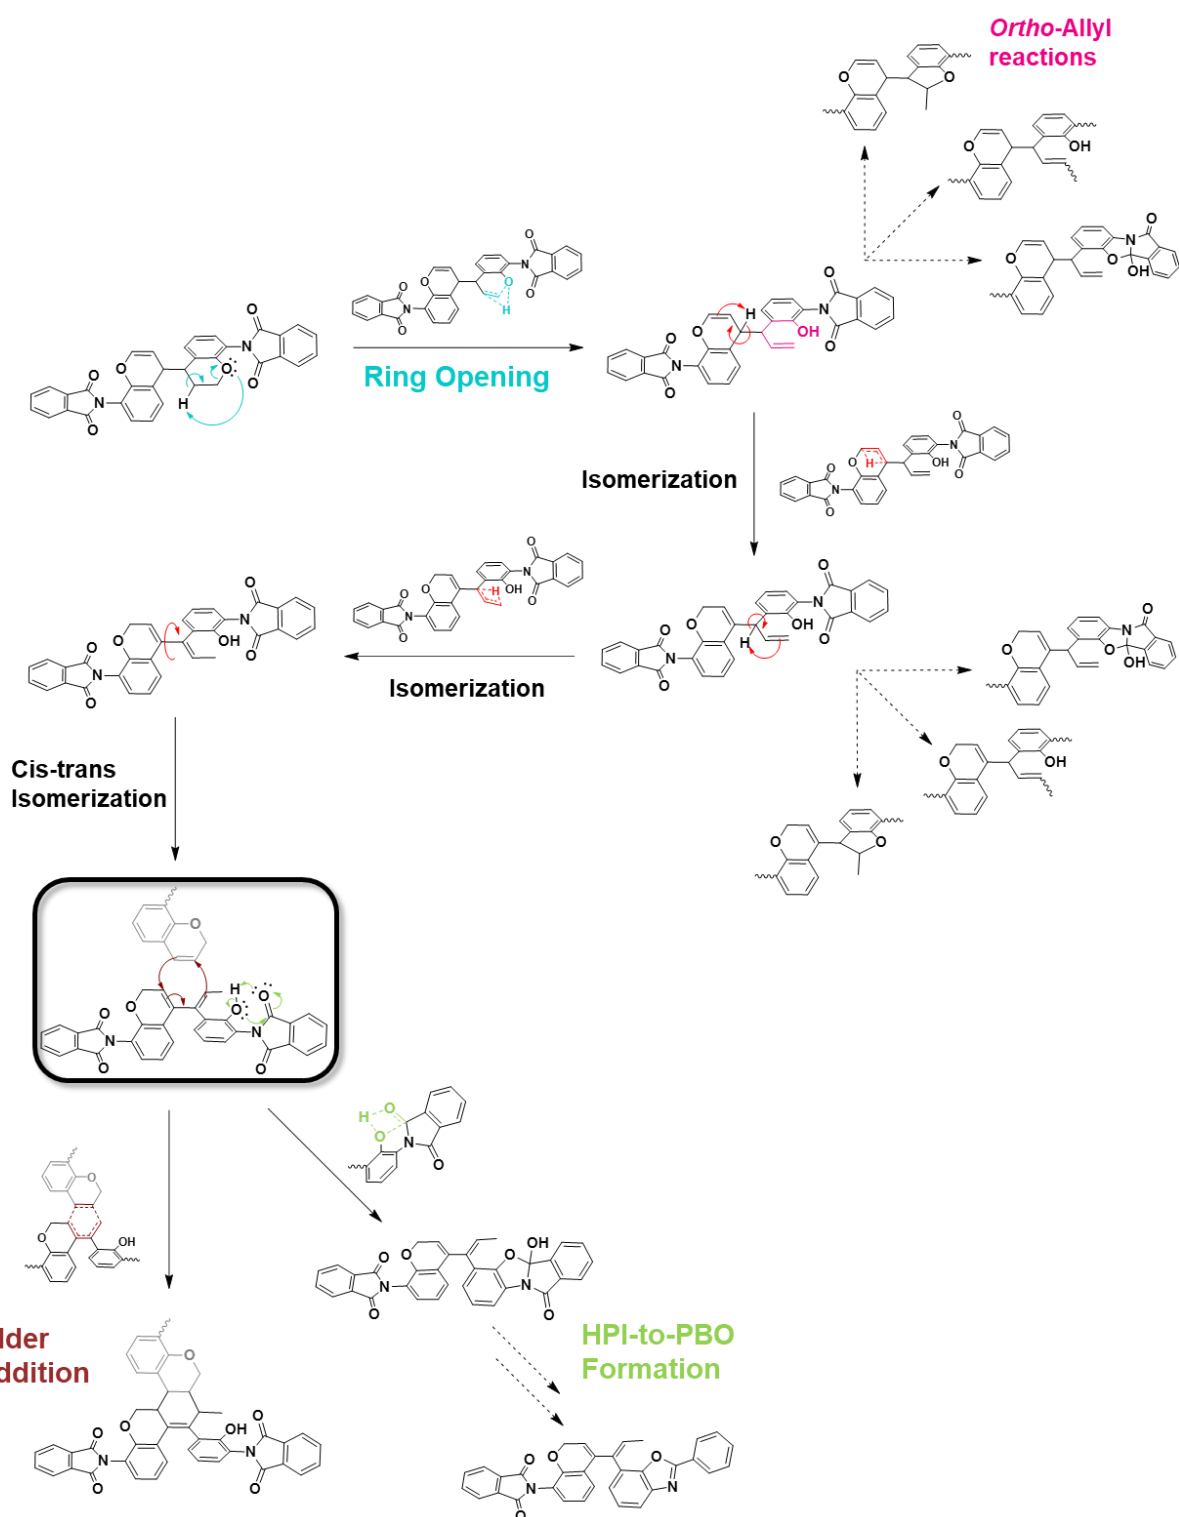 Ortho-Allyl
reactions
Ring Opening
Isomerization
Isomerization
Cis-trans
Isomerization
lder
ddition
HPI-to-PBO
Formation